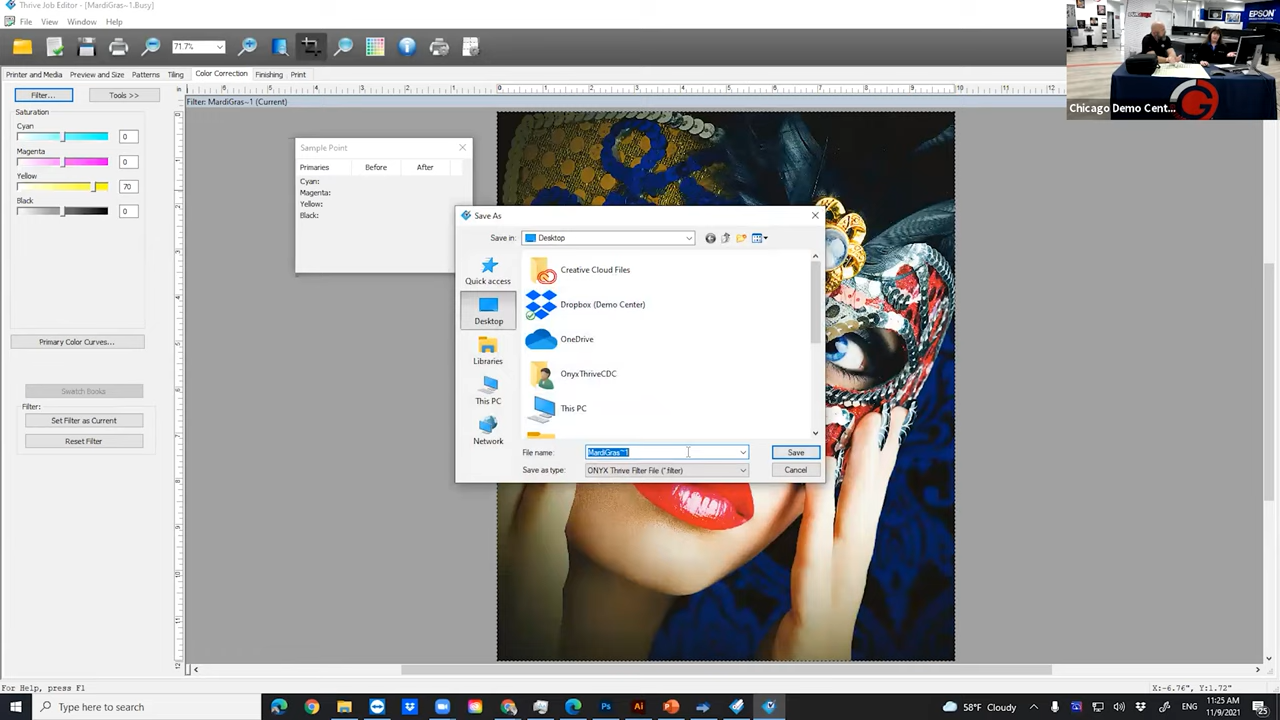 Thrive Job Editor - [MardiGras~1.Busy]
File View Window Help
71.7%
Printer and Media Preview and Size Patterns Tiling Color Correction Finishing Print
Filter... Tools >>
Filter: MardiGras~1 (Current)
Saturation
Cyan
0
Magenta
0
Yellow
70
Black
0
Primary Color Curves...
Swatch Books
Filter:
Set Filter as Current
Reset Filter
Sample Point
Primaries Before After
Cyan:
Magenta:
Yellow:
Black:
Save As
Save in: Desktop
Quick access
Desktop
Libraries
This PC
Network
Creative Cloud Files
Dropbox (Demo Center)
OneDrive
OnyxThriveCDC
This PC
File name: MardiGras~1 Save
Save as type: ONYX Thrive Filter File (*.filter) Cancel
EPSON
Chicago Demo Cent...
For Help, press F1
X:-6.76", Y:1.72"
Type here to search
58°F Cloudy
11:25 AM
11/9/2021
25